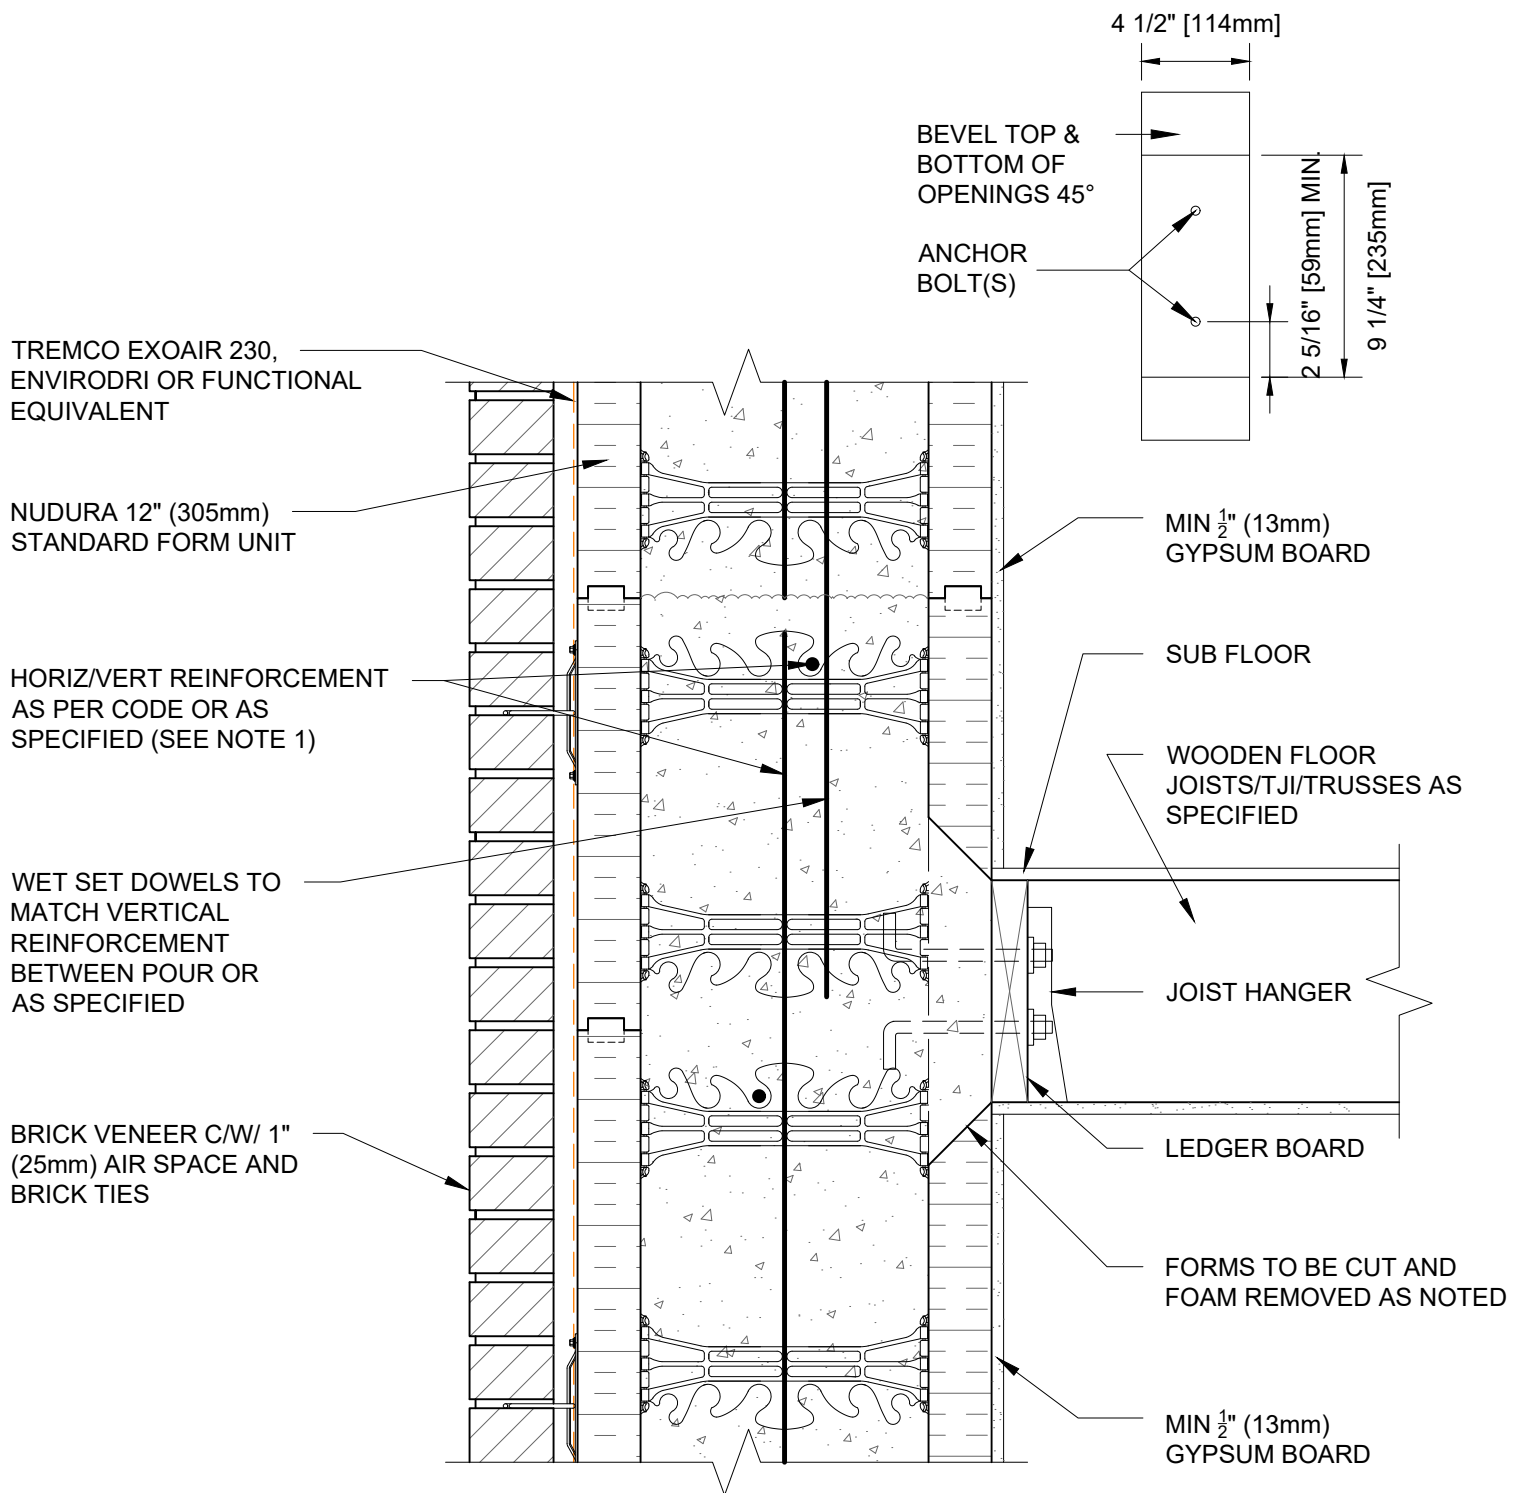 4 1/2" [114mm]
BEVEL TOP &
BOTTOM OF
OPENINGS 45°
ANCHOR
BOLT(S)
2 5/16" [59mm] MIN.
9 1/4" [235mm]
TREMCO EXOAIR 230,
ENVIRODRI OR FUNCTIONAL
EQUIVALENT
NUDURA 12" (305mm)
STANDARD FORM UNIT
HORIZ/VERT REINFORCEMENT
AS PER CODE OR AS
SPECIFIED (SEE NOTE 1)
WET SET DOWELS TO
MATCH VERTICAL
REINFORCEMENT
BETWEEN POUR OR
AS SPECIFIED
BRICK VENEER C/W/ 1"
(25mm) AIR SPACE AND
BRICK TIES
MIN 1/2" (13mm)
GYPSUM BOARD
SUB FLOOR
WOODEN FLOOR
JOISTS/TJI/TRUSSES AS
SPECIFIED
JOIST HANGER
LEDGER BOARD
FORMS TO BE CUT AND
FOAM REMOVED AS NOTED
MIN 1/2" (13mm)
GYPSUM BOARD